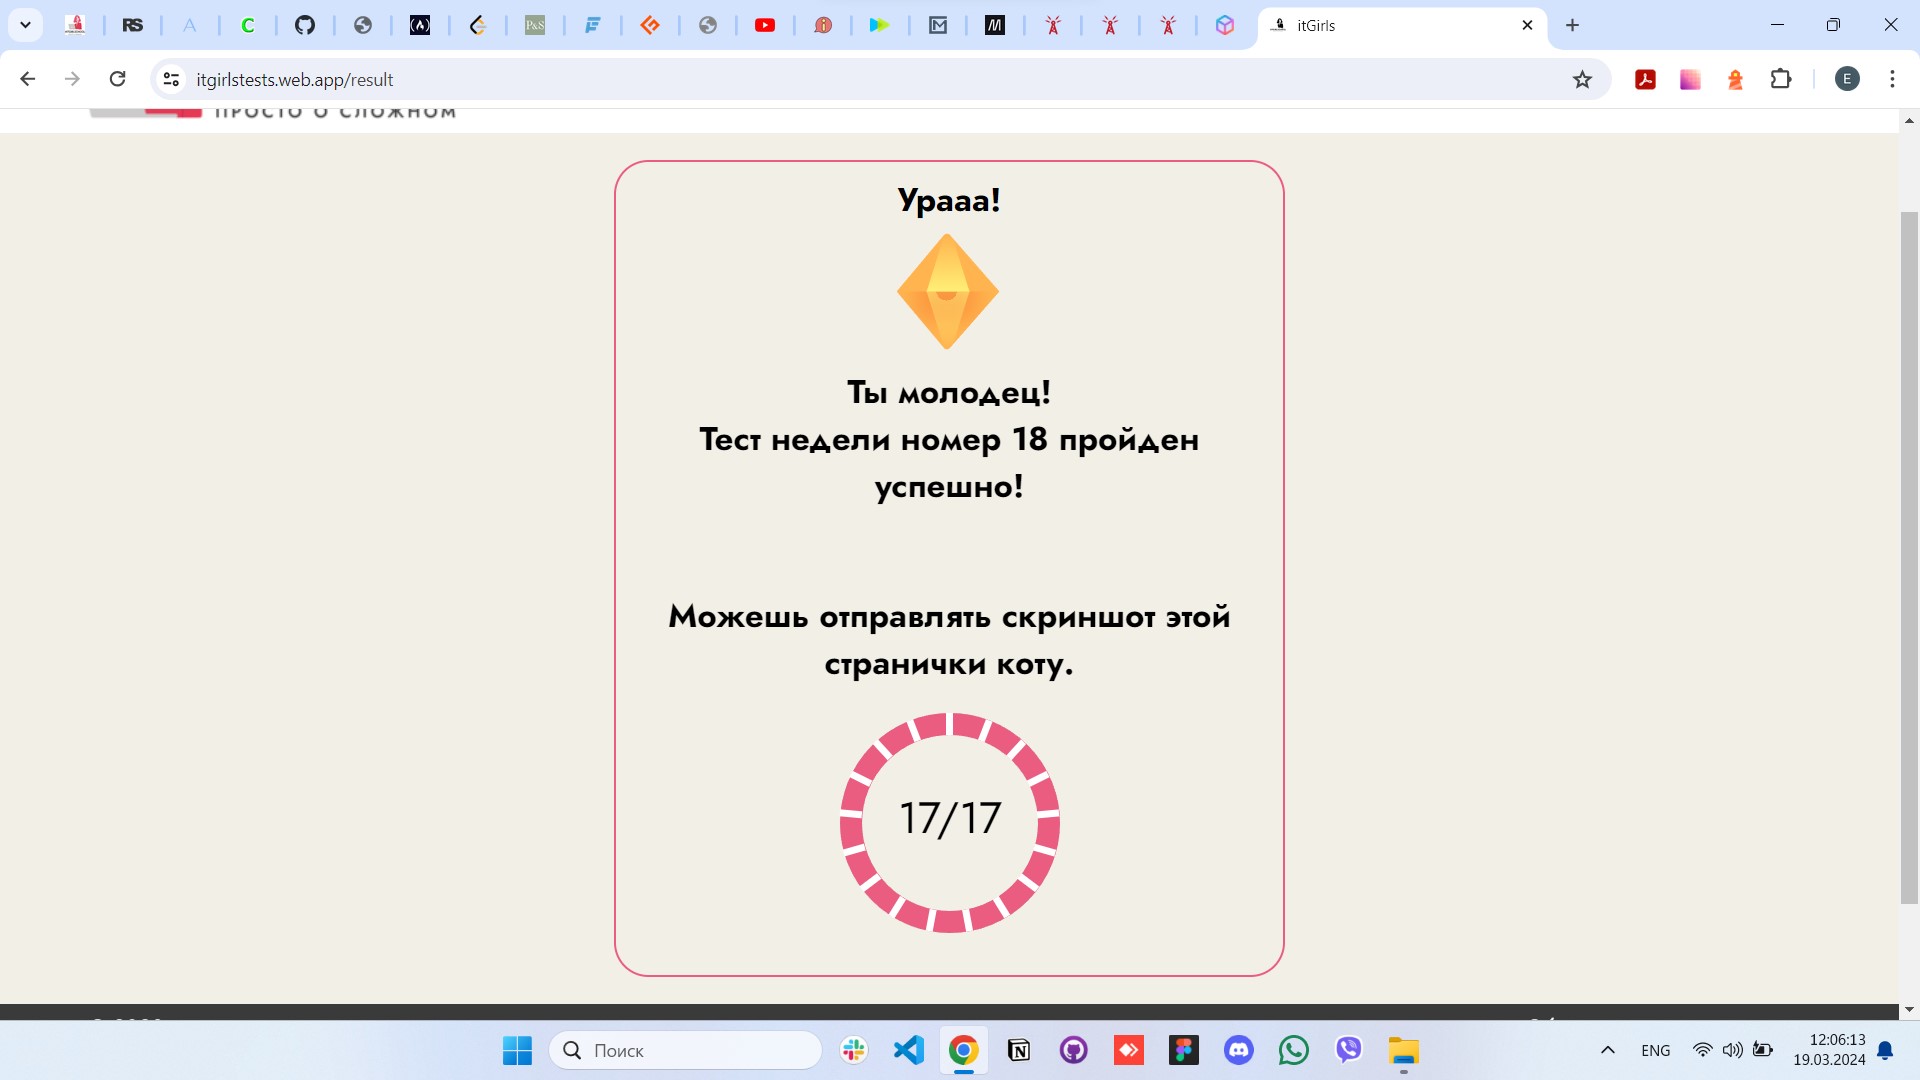 RS
A
C
(A)
P&S
M
itGirls
itgirlstests.web.app/result
E
ПРОСТО О СЛОЖНОМ
Урааа!
Ты молодец!
Тест недели номер 18 пройден
успешно!
Можешь отправлять скриншот этой
странички коту.
17/17
Поиск
ENG
12:06:13
19.03.2024